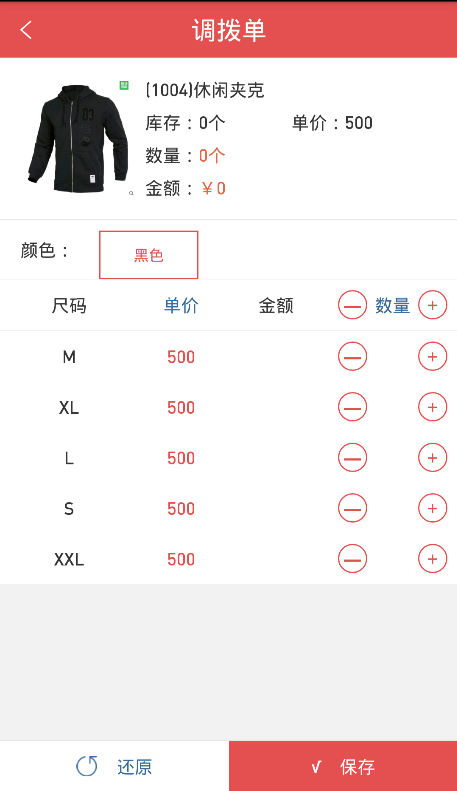 调拨单
(1004)休闲夹克
库存：0个 单价：500
数量：0个
金额：￥0
颜色： 黑色
尺码 单价 金额 数量
M 500
XL 500
L 500
S 500
XXL 500
还原 √ 保存